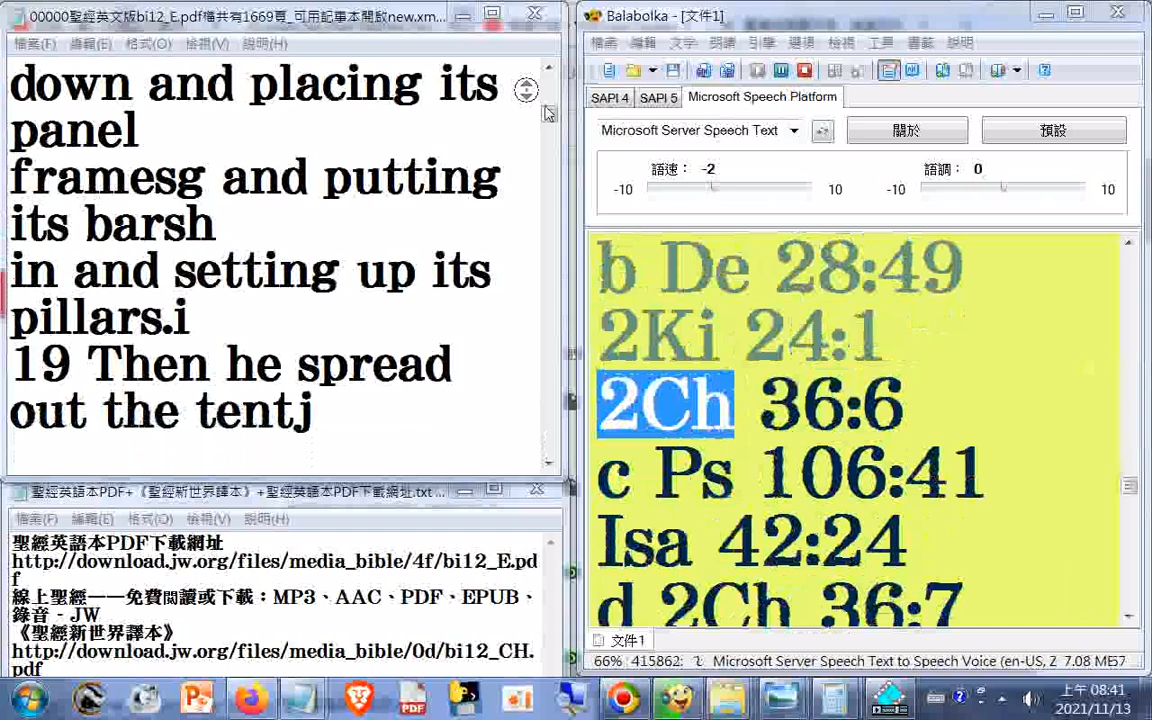 00000聖經英文版bi12_E.pdf檔共有1669頁_可用記事本開啟new.xm...
檔案(F) 編輯(E) 格式(O) 檢視(V) 說明(H)
down and placing its
panel
framesg and putting
its barsh
in and setting up its
pillars.i
19 Then he spread
out the tentj
聖經英語本PDF+《聖經新世界譯本》+聖經英語本PDF下載網址.txt ...
檔案(F) 編輯(E) 格式(O) 檢視(V) 說明(H)
聖經英語本PDF下載網址
http://download.jw.org/files/media_bible/4f/bi12_E.pd
f
線上聖經——免費閱讀或下載：MP3、AAC、PDF、EPUB、
錄音 - JW
《聖經新世界譯本》
http://download.jw.org/files/media_bible/0d/bi12_CH.
pdf
Balabolka - [文件1]
檔案 編輯 文字 朗讀 引擎 選項 檢視 工具 書籤 說明
SAPI 4 SAPI 5 Microsoft Speech Platform
Microsoft Server Speech Text 關於 預設
語速： -2 語調： 0
-10 10 -10 10
b De 28:49
2Ki 24:1
2Ch 36:6
c Ps 106:41
Isa 42:24
d 2Ch 36:7
文件1
66% 415862: Microsoft Server Speech Text to Speech Voice (en-US, Z 7.08 MB
上午 08:41
2021/11/13